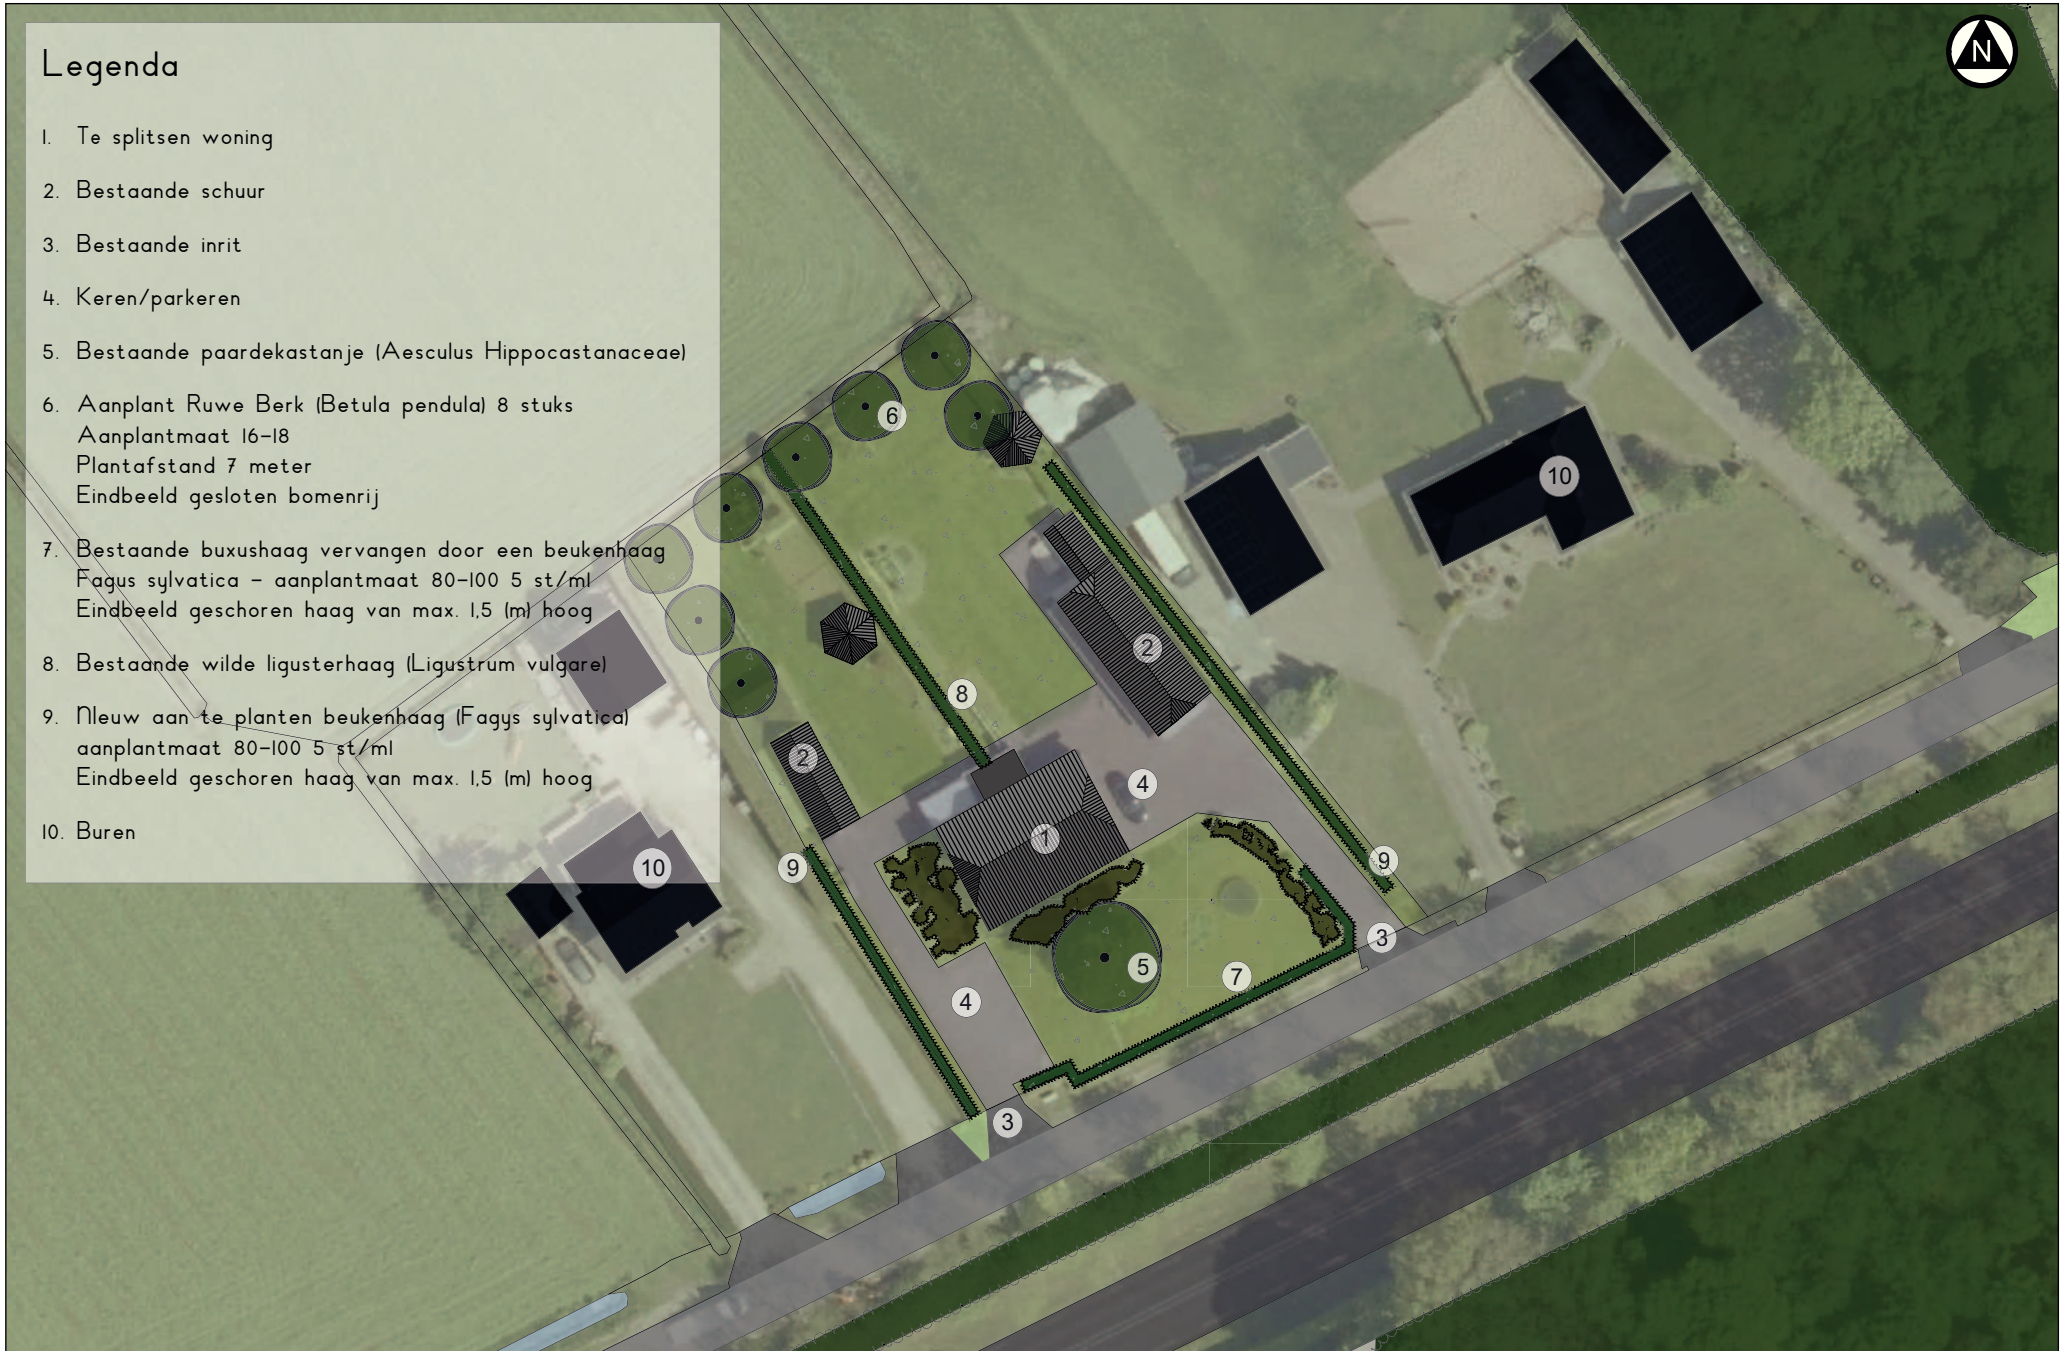 Legenda
1. Te splitsen woning
2. Bestaande schuur
3. Bestaande inrit
4. Keren/parkeren
5. Bestaande paardekastanje (Aesculus Hippocastanaceae)
6. Aanplant Ruwe Berk (Betula pendula) 8 stuks
Aanplantmaat 16-18
Plantafstand 7 meter
Eindbeeld gesloten bomenrij
7. Bestaande buxushaag vervangen door een beukenhaag
Fagus sylvatica - aanplantmaat 80-100 5 st/ml
Eindbeeld geschoren haag van max. 1,5 (m) hoog
8. Bestaande wilde ligusterhaag (Ligustrum vulgare)
9. NIeuw aan te planten beukenhaag (Fagys sylvatica)
aanplantmaat 80-100 5 st/ml
Eindbeeld geschoren haag van max. 1,5 (m) hoog
10. Buren
N
6
10
2
8
2
4
1
9
10
9
3
5
7
4
3